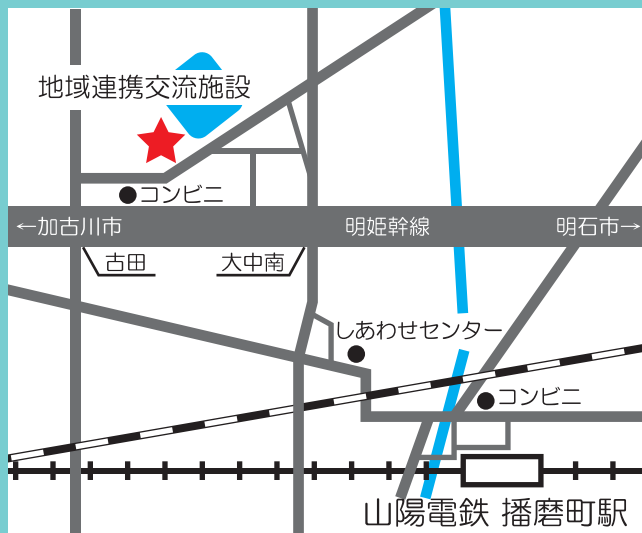 地域連携交流施設
コンビニ
←加古川市
明姫幹線
明石市→
古田
大中南
しあわせセンター
コンビニ
山陽電鉄 播磨町駅